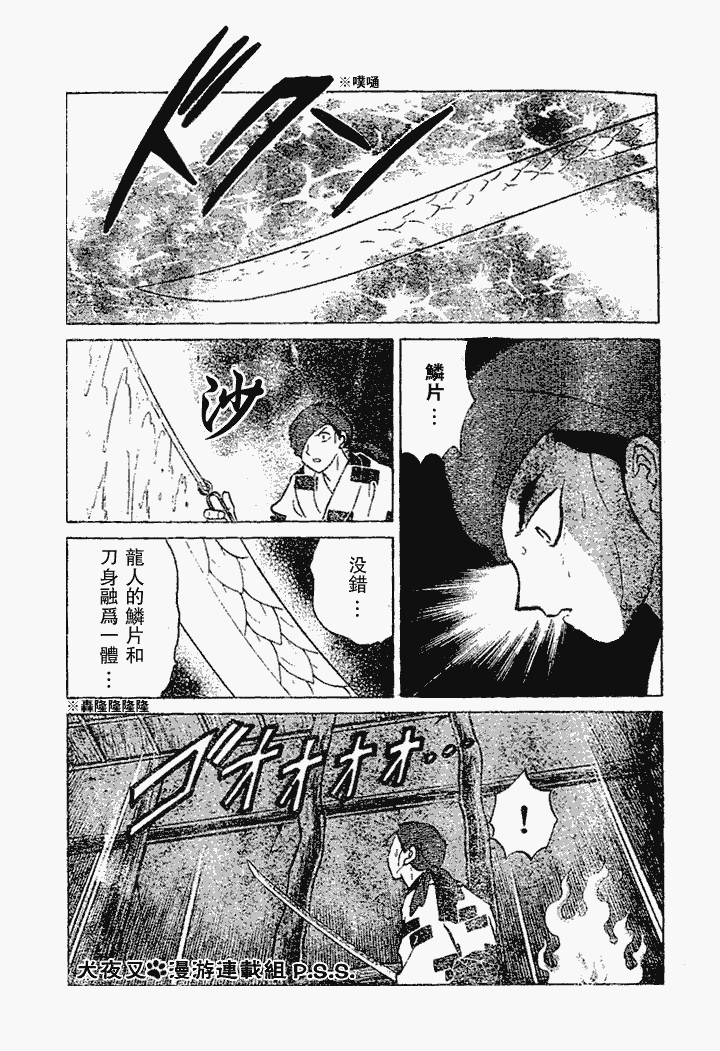 ※噗嗵
ドクン
鱗片…
沙
没錯…
龍人的鱗片和
刀身融爲一體…
※轟隆隆隆隆
ゴオオオオ…
！
犬夜叉漫游連載組 P.S.S.